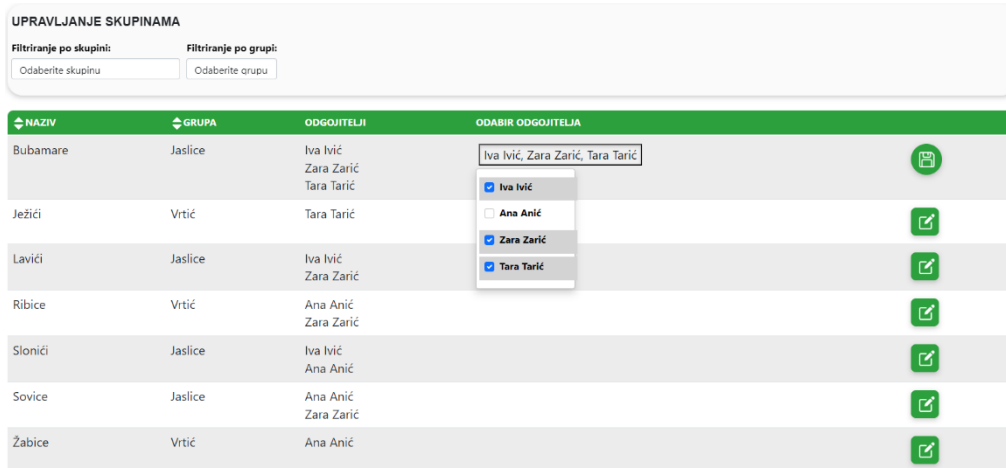 UPRAVLJANJE SKUPINAMA
Filtriranje po skupini: Filtriranje po grupi:
Odaberite skupinu Odaberite grupu
NAZIV GRUPA ODGOJITELJI ODABIR ODGOJITELJA
Bubamare Jaslice Iva Ivić Iva Ivić, Zara Zarić, Tara Tarić
Zara Zarić
Tara Tarić
Iva Ivić
Ana Anić
Zara Zarić
Tara Tarić
Ježići Vrtić Tara Tarić
Lavići Jaslice Iva Ivić
Zara Zarić
Ribice Vrtić Ana Anić
Zara Zarić
Slonići Jaslice Iva Ivić
Ana Anić
Sovice Jaslice Ana Anić
Zara Zarić
Žabice Vrtić Ana Anić